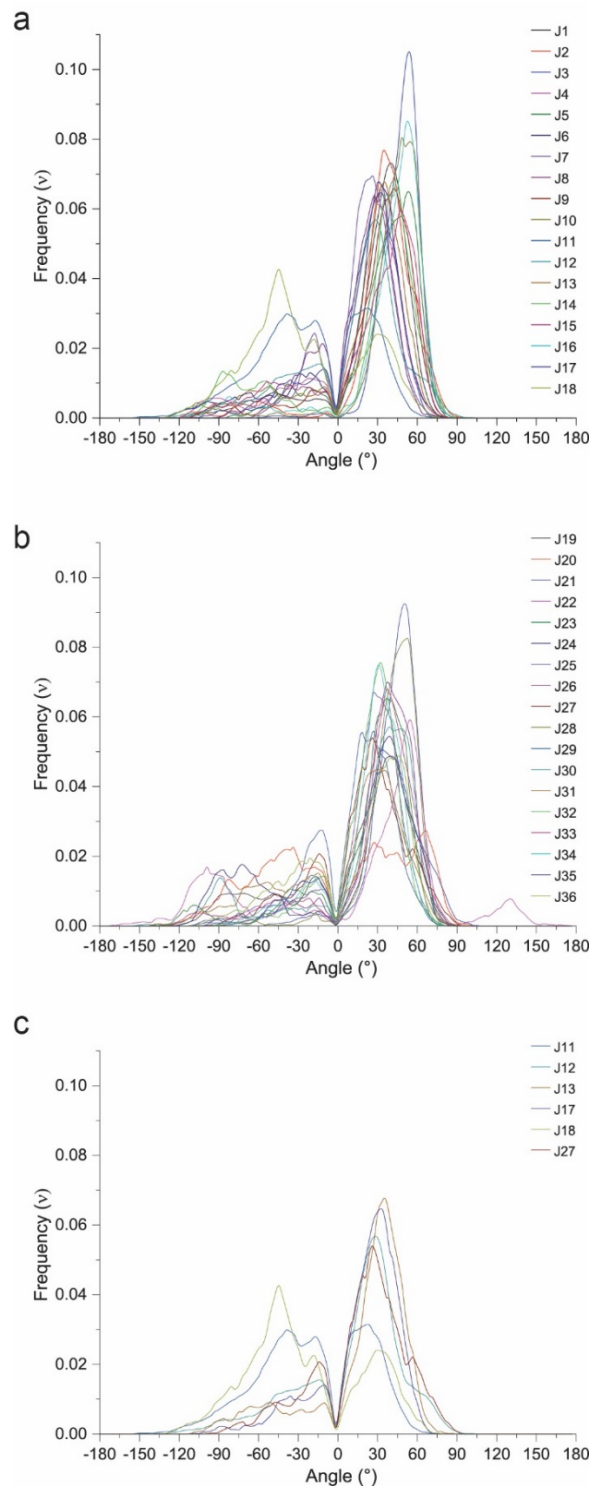 a
Frequency (ν)
0.10
0.08
0.06
0.04
0.02
0.00
-180 -150 -120 -90 -60 -30 0 30 60 90 120 150 180
Angle (°)
J1
J2
J3
J4
J5
J6
J7
J8
J9
J10
J11
J12
J13
J14
J15
J16
J17
J18
b
Frequency (ν)
0.10
0.08
0.06
0.04
0.02
0.00
-180 -150 -120 -90 -60 -30 0 30 60 90 120 150 180
Angle (°)
J19
J20
J21
J22
J23
J24
J25
J26
J27
J28
J29
J30
J31
J32
J33
J34
J35
J36
c
Frequency (ν)
0.10
0.08
0.06
0.04
0.02
0.00
-180 -150 -120 -90 -60 -30 0 30 60 90 120 150 180
Angle (°)
J11
J12
J13
J17
J18
J27